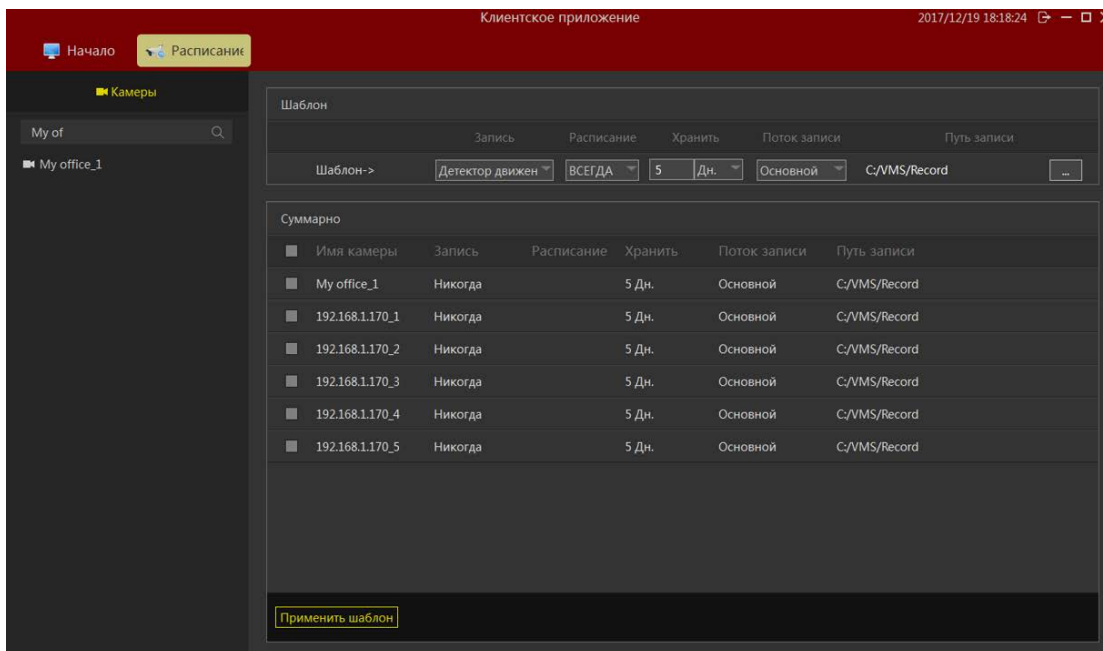 Клиентское приложение 2017/12/19 18:18:24
Начало Расписание
Камеры
My of
My office_1
Шаблон
Запись Расписание Хранить Поток записи Путь записи
Шаблон-> Детектор движен ВСЕГДА 5 Дн. Основной C:/VMS/Record ...
Суммарно
Имя камеры Запись Расписание Хранить Поток записи Путь записи
My office_1 Никогда 5 Дн. Основной C:/VMS/Record
192.168.1.170_1 Никогда 5 Дн. Основной C:/VMS/Record
192.168.1.170_2 Никогда 5 Дн. Основной C:/VMS/Record
192.168.1.170_3 Никогда 5 Дн. Основной C:/VMS/Record
192.168.1.170_4 Никогда 5 Дн. Основной C:/VMS/Record
192.168.1.170_5 Никогда 5 Дн. Основной C:/VMS/Record
Применить шаблон